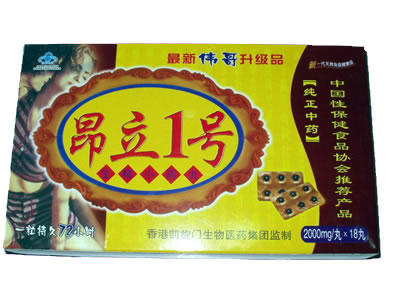 最新伟哥升级品
昂立1号
一粒持久72小时
香港凯旋门生物医药集团监制
【纯正中药】
中国性保健食品协会推荐产品
2000mg/丸×18丸